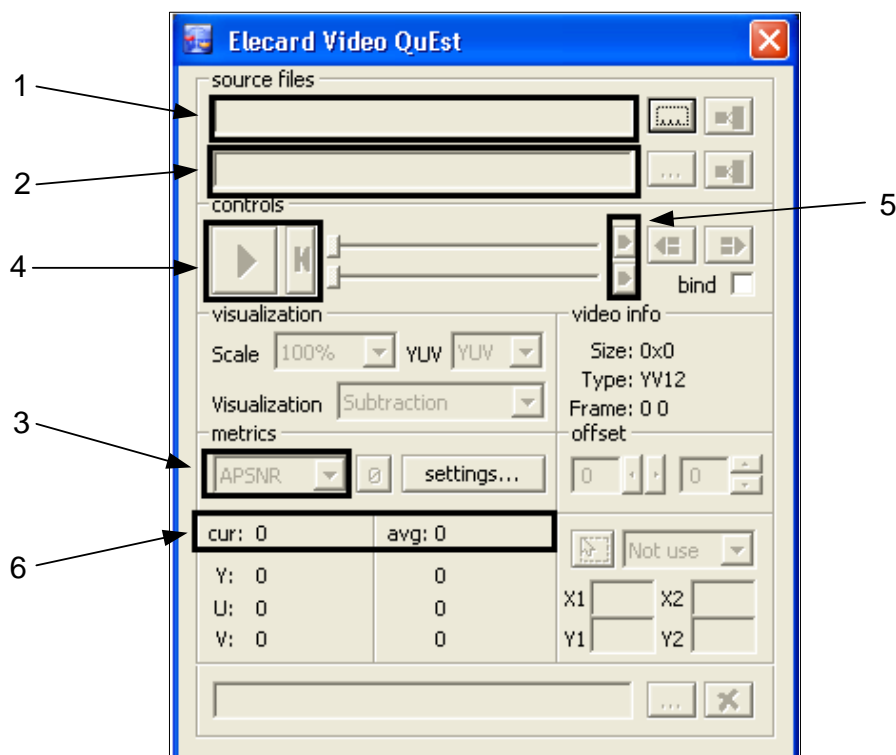 Elecard Video QuEst
1
source files
...
2
...
controls
5
4
bind
visualization
video info
Scale 100% YUV YUV
Size: 0x0
Type: YV12
Visualization Subtraction
Frame: 0 0
3
metrics
offset
APSNR Ø settings...
0 0
6
cur: 0 avg: 0
Not use
Y: 0 0
U: 0 0
V: 0 0
X1 X2
Y1 Y2
...